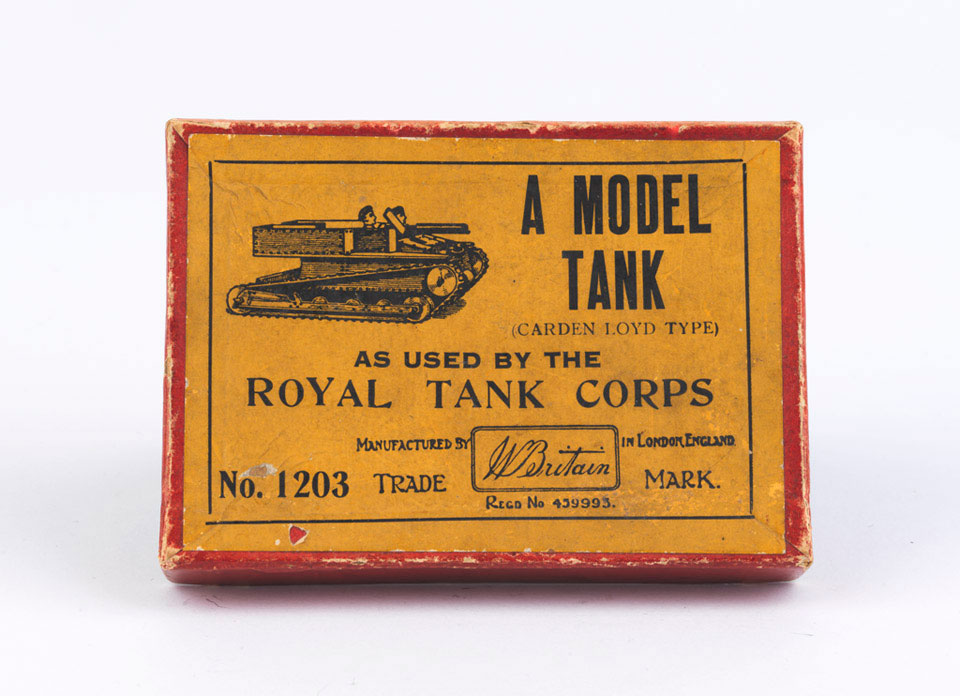 A MODEL
TANK
(CARDEN LOYD TYPE)
AS USED BY THE
ROYAL TANK CORPS
MANUFACTURED BY W Britain IN LONDON, ENGLAND.
No. 1203 TRADE MARK.
REGD No 459993.